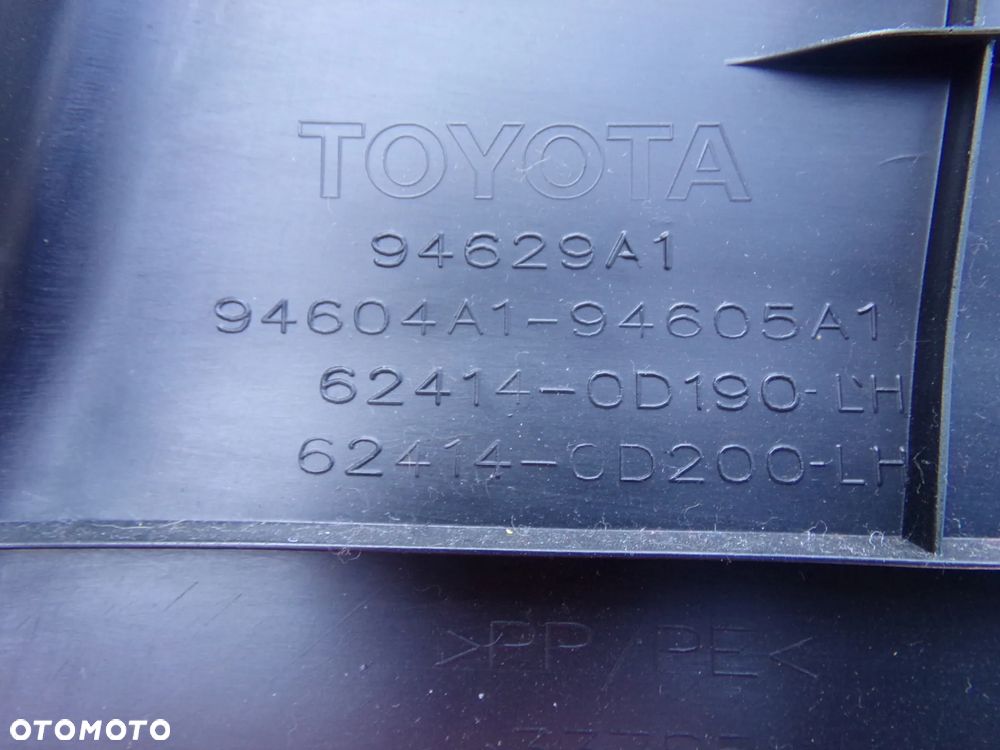 TOYOTA
94629A1
94604A1-94605A1
62414-0D190-LH
62414-0D200-LH
>PP/PE<
OTOMOTO